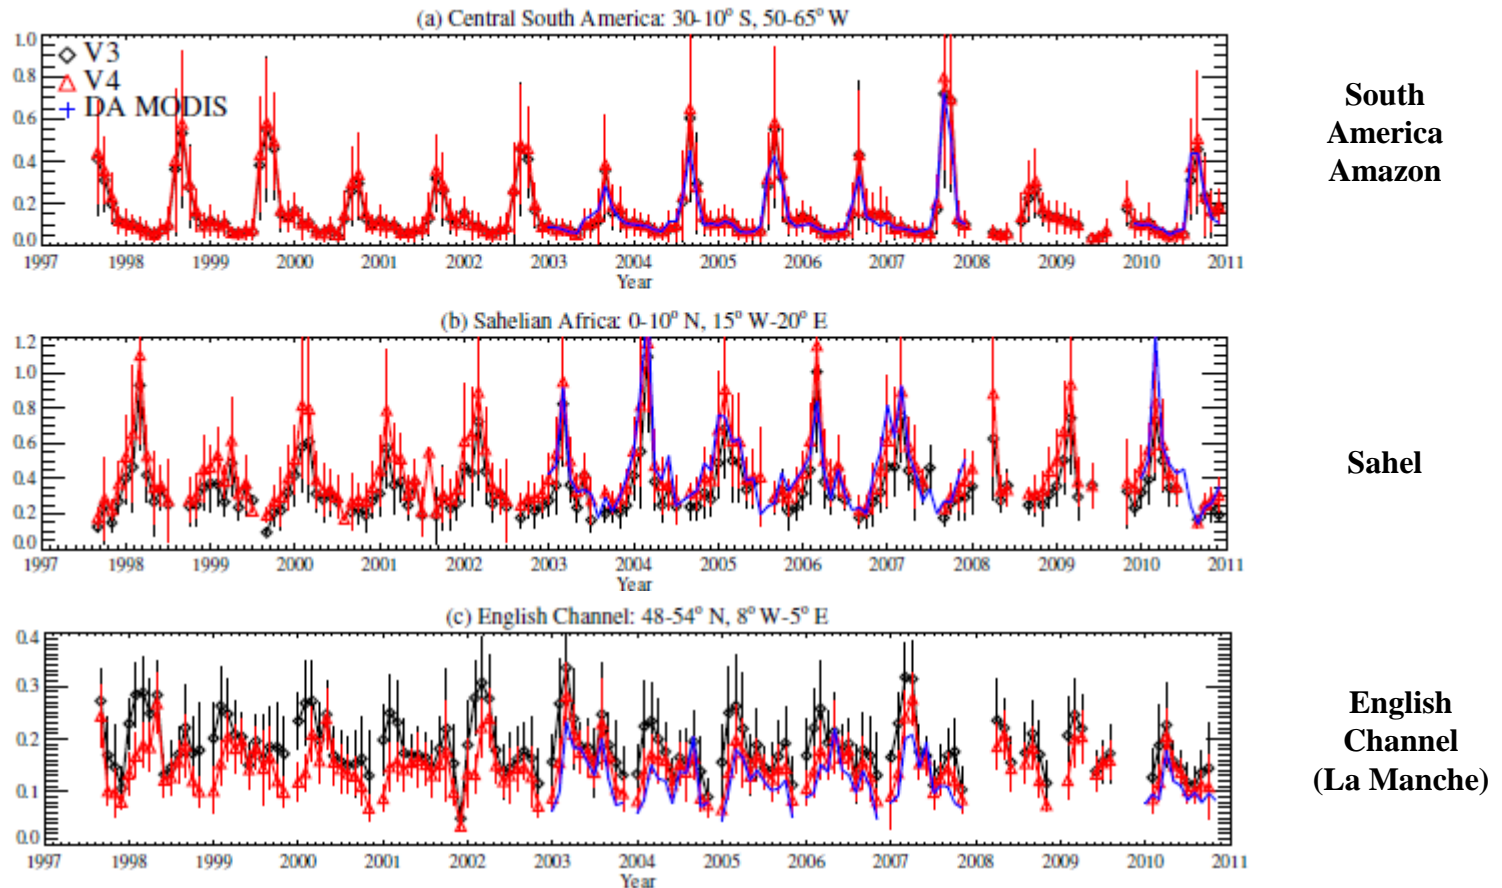 (a) Central South America: 30-10° S, 50-65° W
1.0
0.8
0.6
0.4
0.2
0.0
V3
V4
DA MODIS
1997 1998 1999 2000 2001 2002 2003 2004 2005 2006 2007 2008 2009 2010 2011
Year
South
America
Amazon
(b) Sahelian Africa: 0-10° N, 15° W-20° E
1.2
1.0
0.8
0.6
0.4
0.2
0.0
1997 1998 1999 2000 2001 2002 2003 2004 2005 2006 2007 2008 2009 2010 2011
Year
Sahel
(c) English Channel: 48-54° N, 8° W-5° E
0.4
0.3
0.2
0.1
0.0
1997 1998 1999 2000 2001 2002 2003 2004 2005 2006 2007 2008 2009 2010 2011
Year
English
Channel
(La Manche)